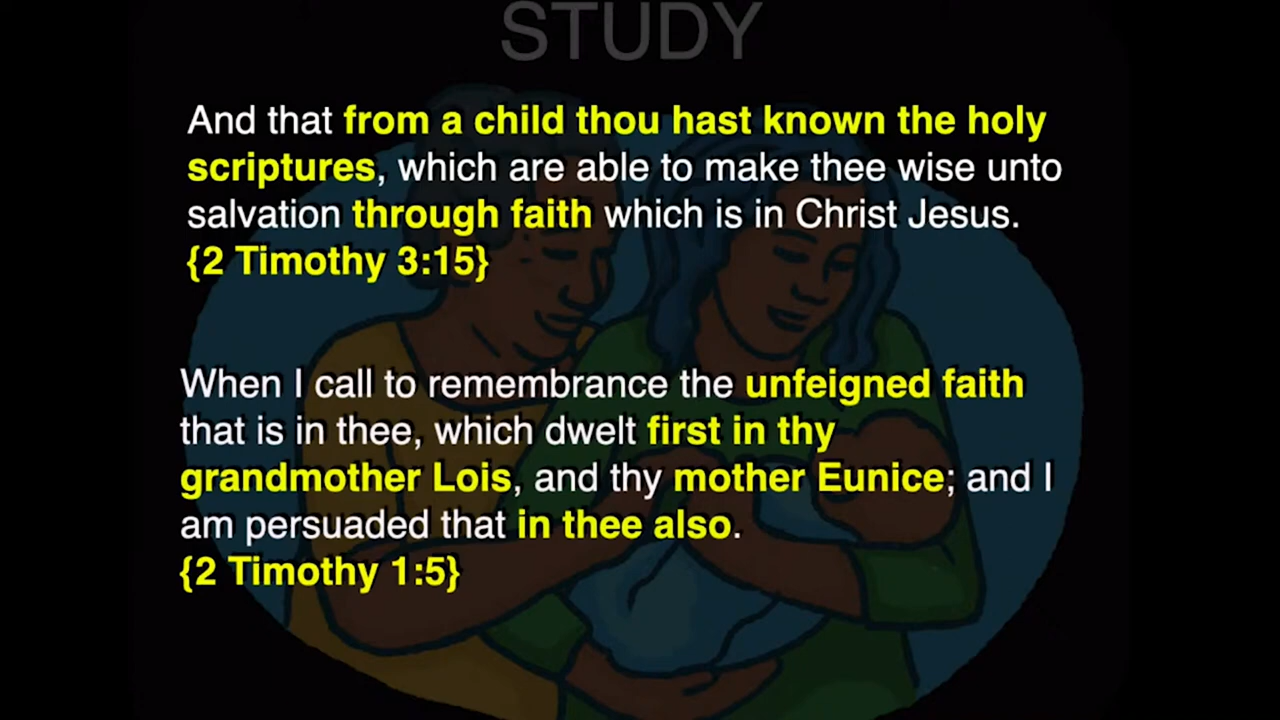 STUDY
And that from a child thou hast known the holy
scriptures, which are able to make thee wise unto
salvation through faith which is in Christ Jesus.
{2 Timothy 3:15}
When I call to remembrance the unfeigned faith
that is in thee, which dwelt first in thy
grandmother Lois, and thy mother Eunice; and I
am persuaded that in thee also.
{2 Timothy 1:5}